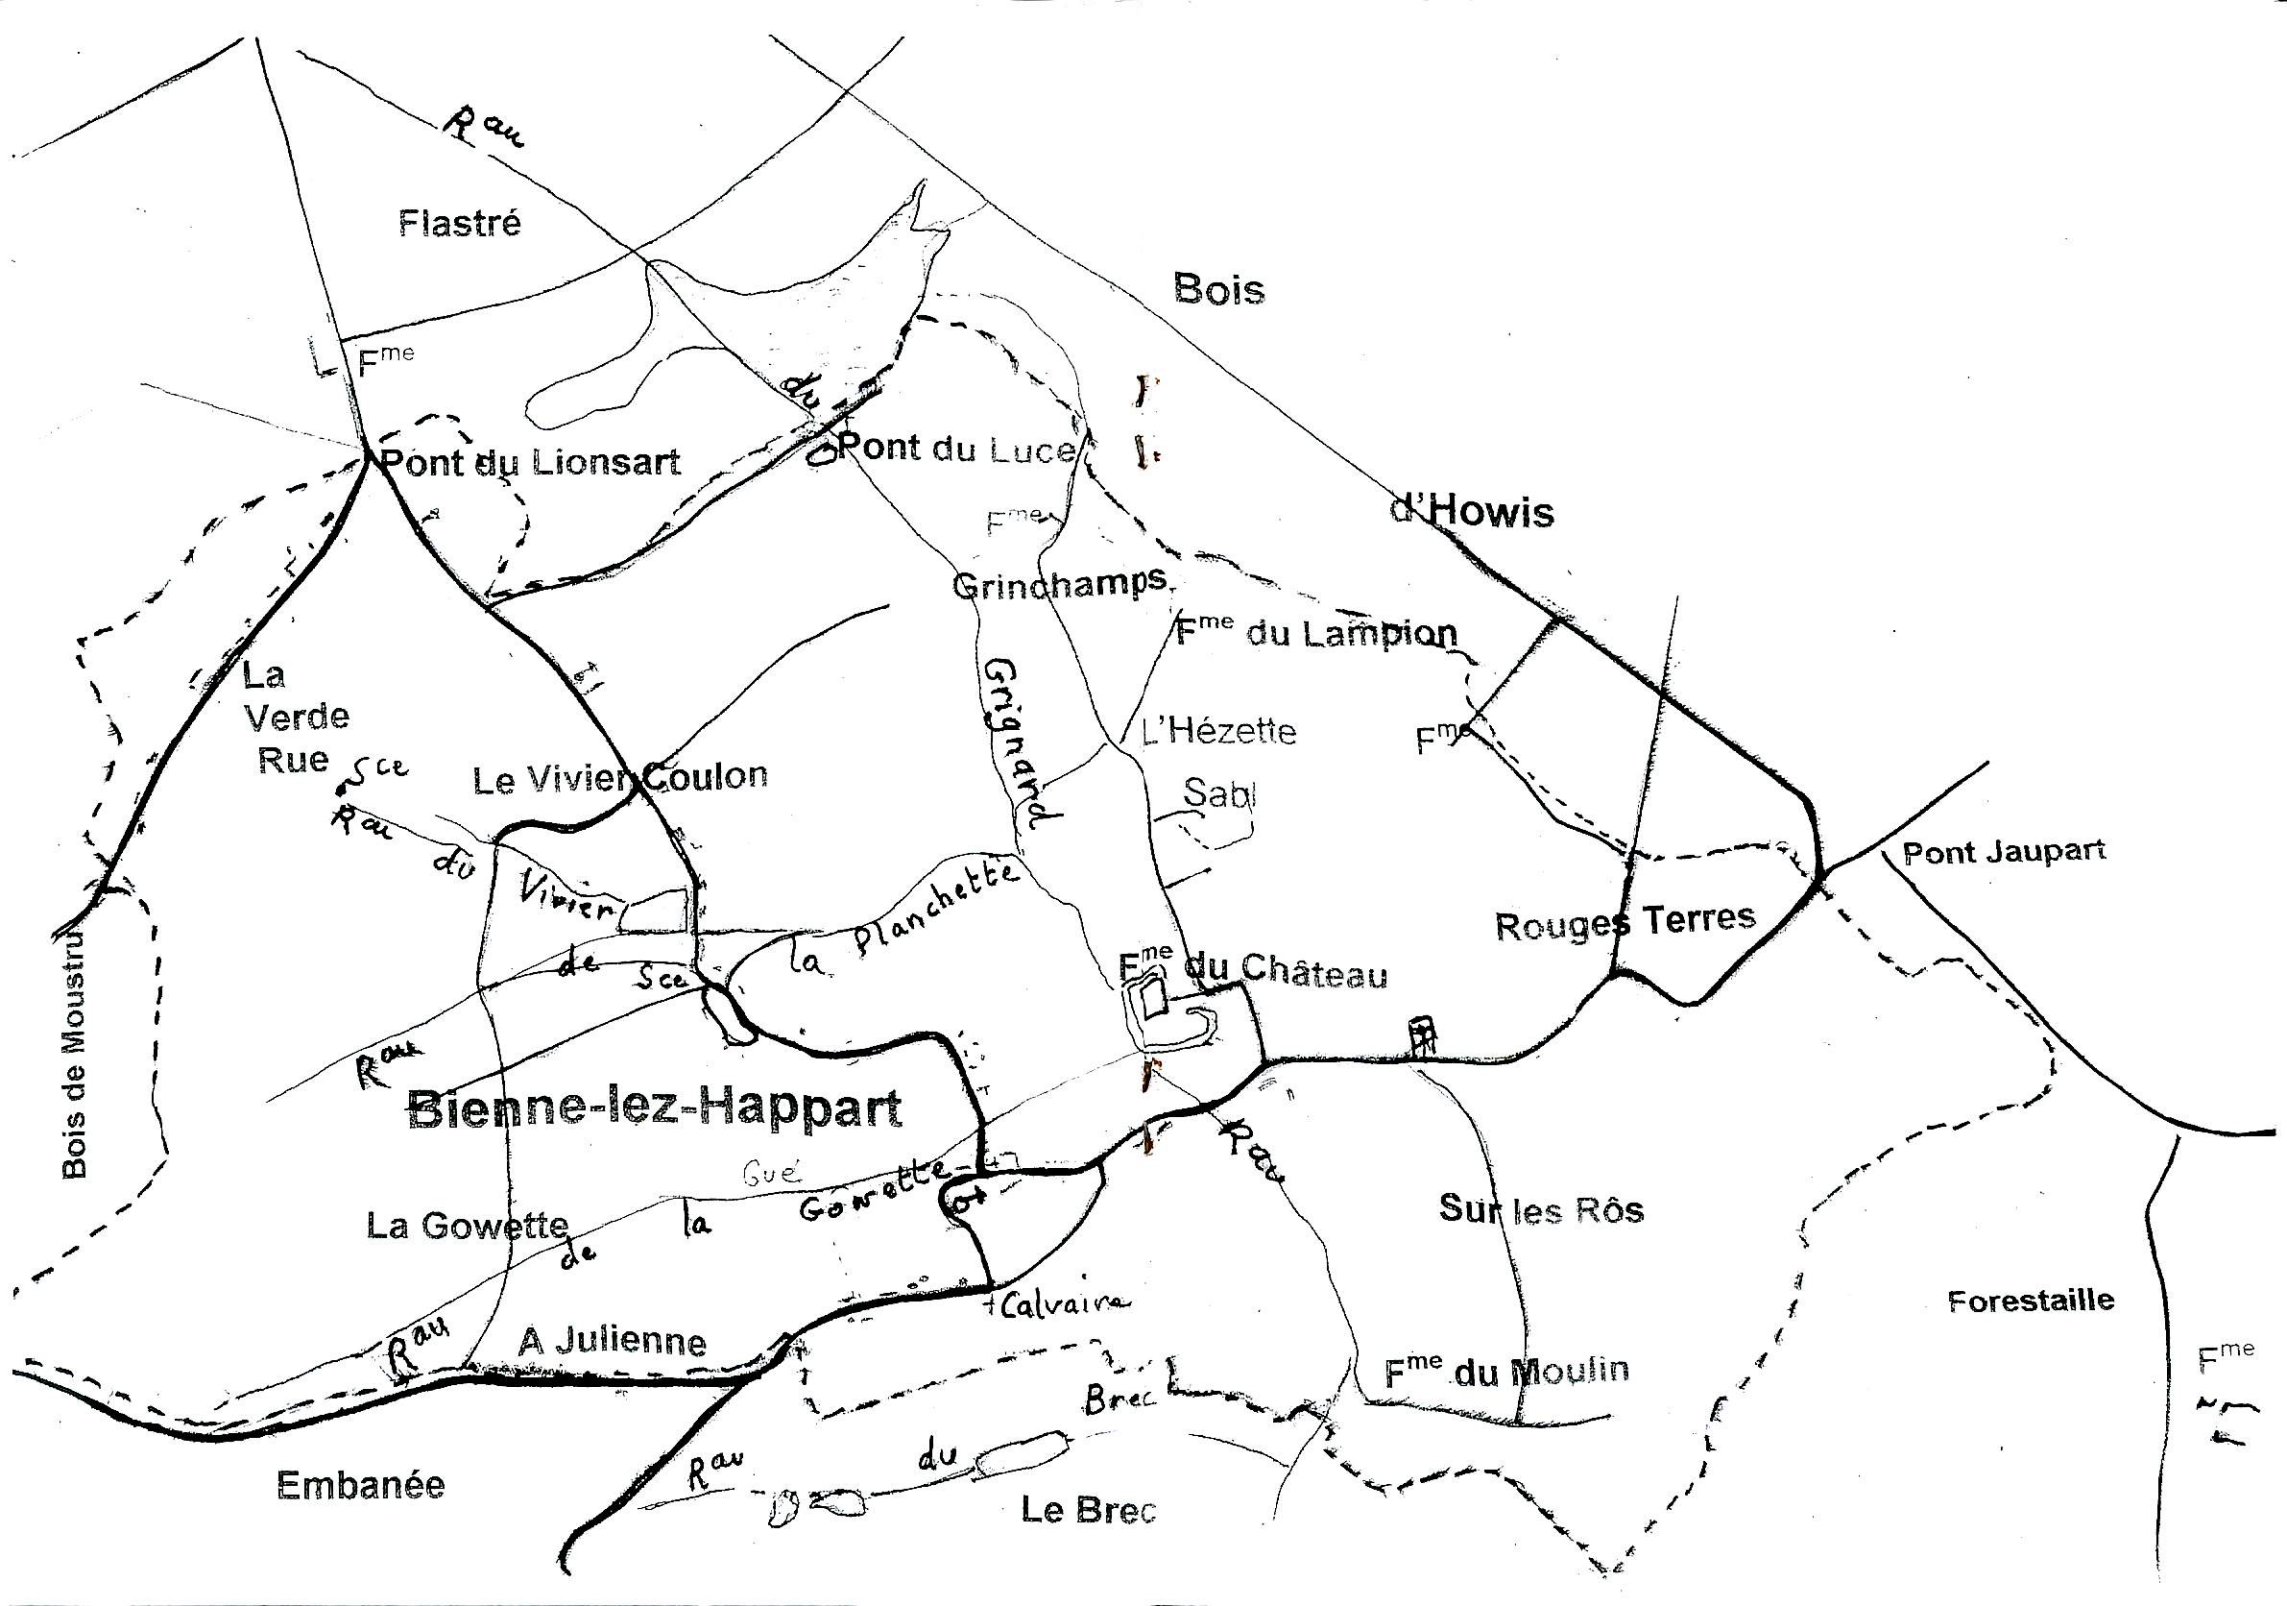 Rau
Flastré
Bois
Fme
du
Pont du Lionsart
Pont du Luce
d'Howis
Fme
Grinchamps
Fme du Lampion
Grignard
La
Verde
Rue
L'Hézette
Fme
Sce
Le Vivier Coulon
Sabl
Rau
du
Vivier
Pont Jaupart
la
Planchette
Rouges Terres
de
Sce
Fme du Château
Rau
Bois de Moustru
Bienne-lez-Happart
Rau
Gué
Gowette
La Gowette
la
de
Sur les Rôs
Calvaire
Forestaille
Rau
A Julienne
Fme
Fme du Moulin
Brec
du
Rau
Embanée
Le Brec